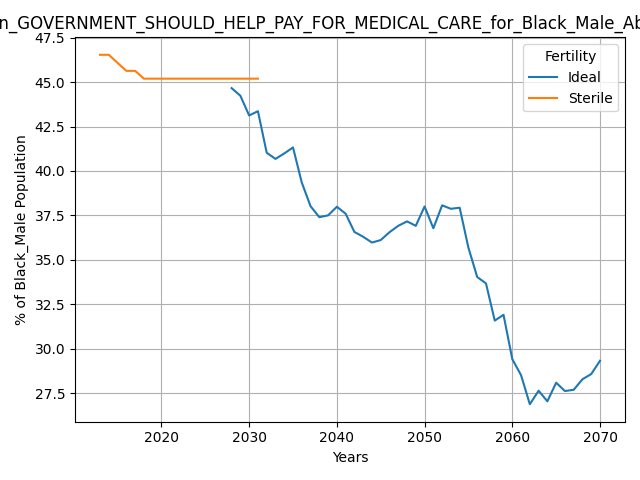 n_GOVERNMENT_SHOULD_HELP_PAY_FOR_MEDICAL_CARE_for_Black_Male_Ab
Fertility
Ideal
Sterile
% of Black_Male Population
47.5
45.0
42.5
40.0
37.5
35.0
32.5
30.0
27.5
2020 2030 2040 2050 2060 2070
Years